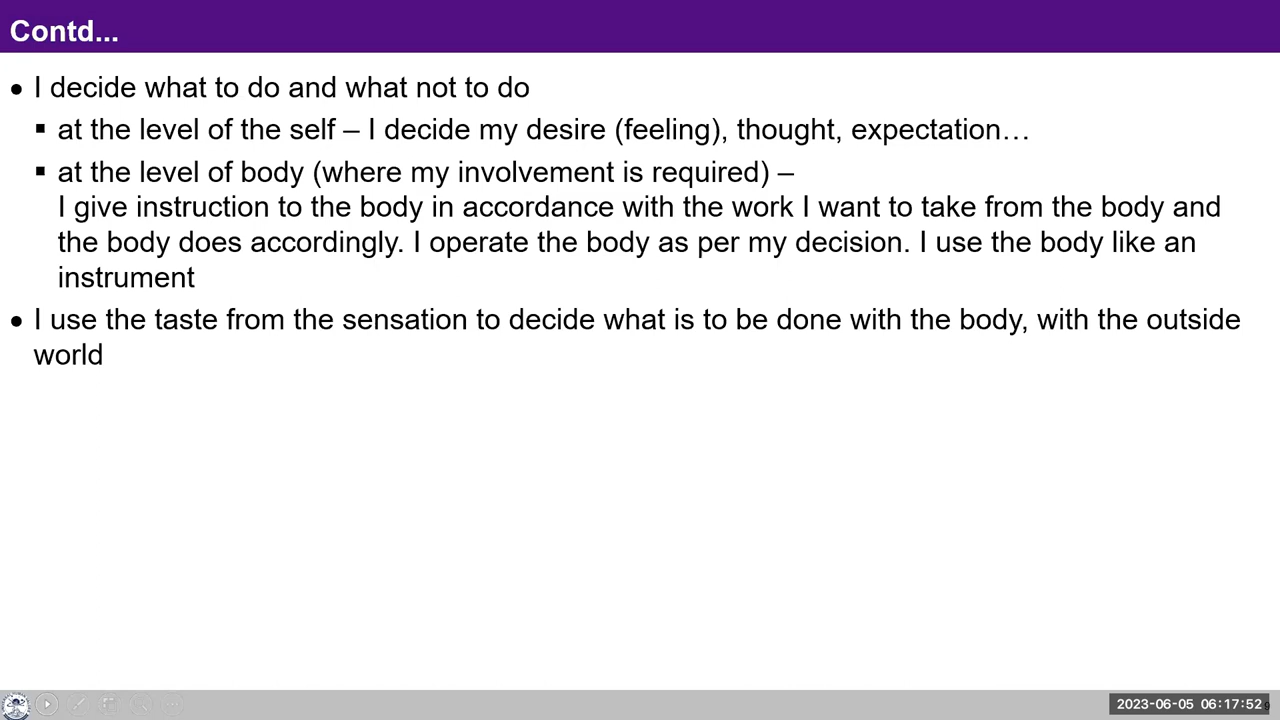 Contd...
• I decide what to do and what not to do
▪ at the level of the self – I decide my desire (feeling), thought, expectation…
▪ at the level of body (where my involvement is required) –
I give instruction to the body in accordance with the work I want to take from the body and
the body does accordingly. I operate the body as per my decision. I use the body like an
instrument
• I use the taste from the sensation to decide what is to be done with the body, with the outside
world
2023-06-05 06:17:52
9